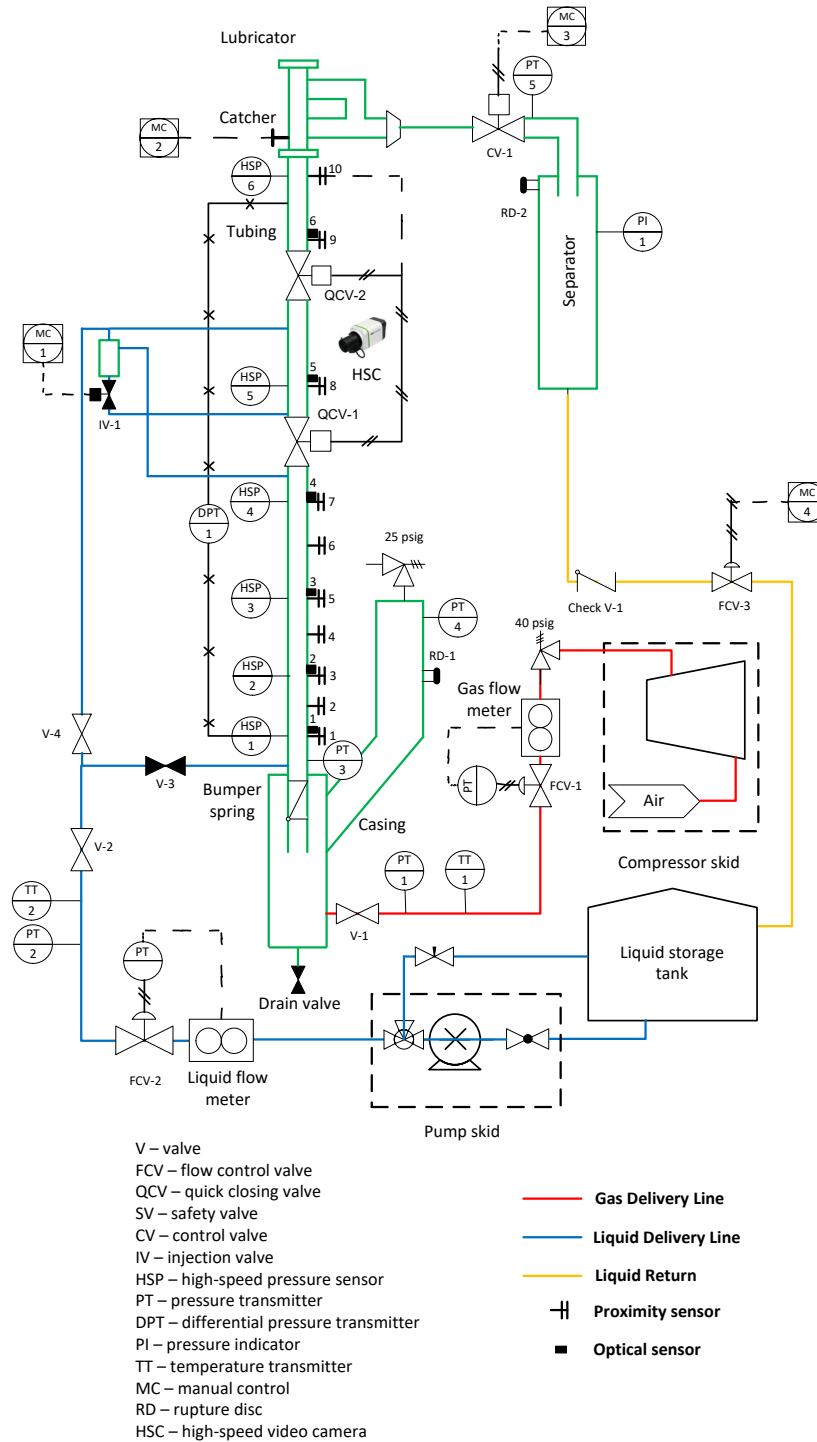 MC
3
Lubricator
PT
5
Catcher
MC
2
CV-1
HSP
6
10
RD-2
PI
1
Tubing
6
9
Separator
QCV-2
MC
1
HSC
5
8
HSP
5
IV-1
QCV-1
4
7
HSP
4
MC
4
DPT
1
6
25 psig
3
5
HSP
3
Check V-1
FCV-3
PT
4
4
40 psig
RD-1
2
3
HSP
2
Gas flow
meter
2
1
1
HSP
1
V-4
PT
3
V-3
Bumper
spring
PT
FCV-1
Air
Casing
V-2
Compressor skid
PT
1
TT
1
TT
2
V-1
PT
2
PT
Liquid storage
tank
Drain valve
FCV-2
Liquid flow
meter
Pump skid
V – valve
FCV – flow control valve
QCV – quick closing valve
SV – safety valve
CV – control valve
IV – injection valve
HSP – high-speed pressure sensor
PT – pressure transmitter
DPT – differential pressure transmitter
PI – pressure indicator
TT – temperature transmitter
MC – manual control
RD – rupture disc
HSC – high-speed video camera
Gas Delivery Line
Liquid Delivery Line
Liquid Return
Proximity sensor
Optical sensor